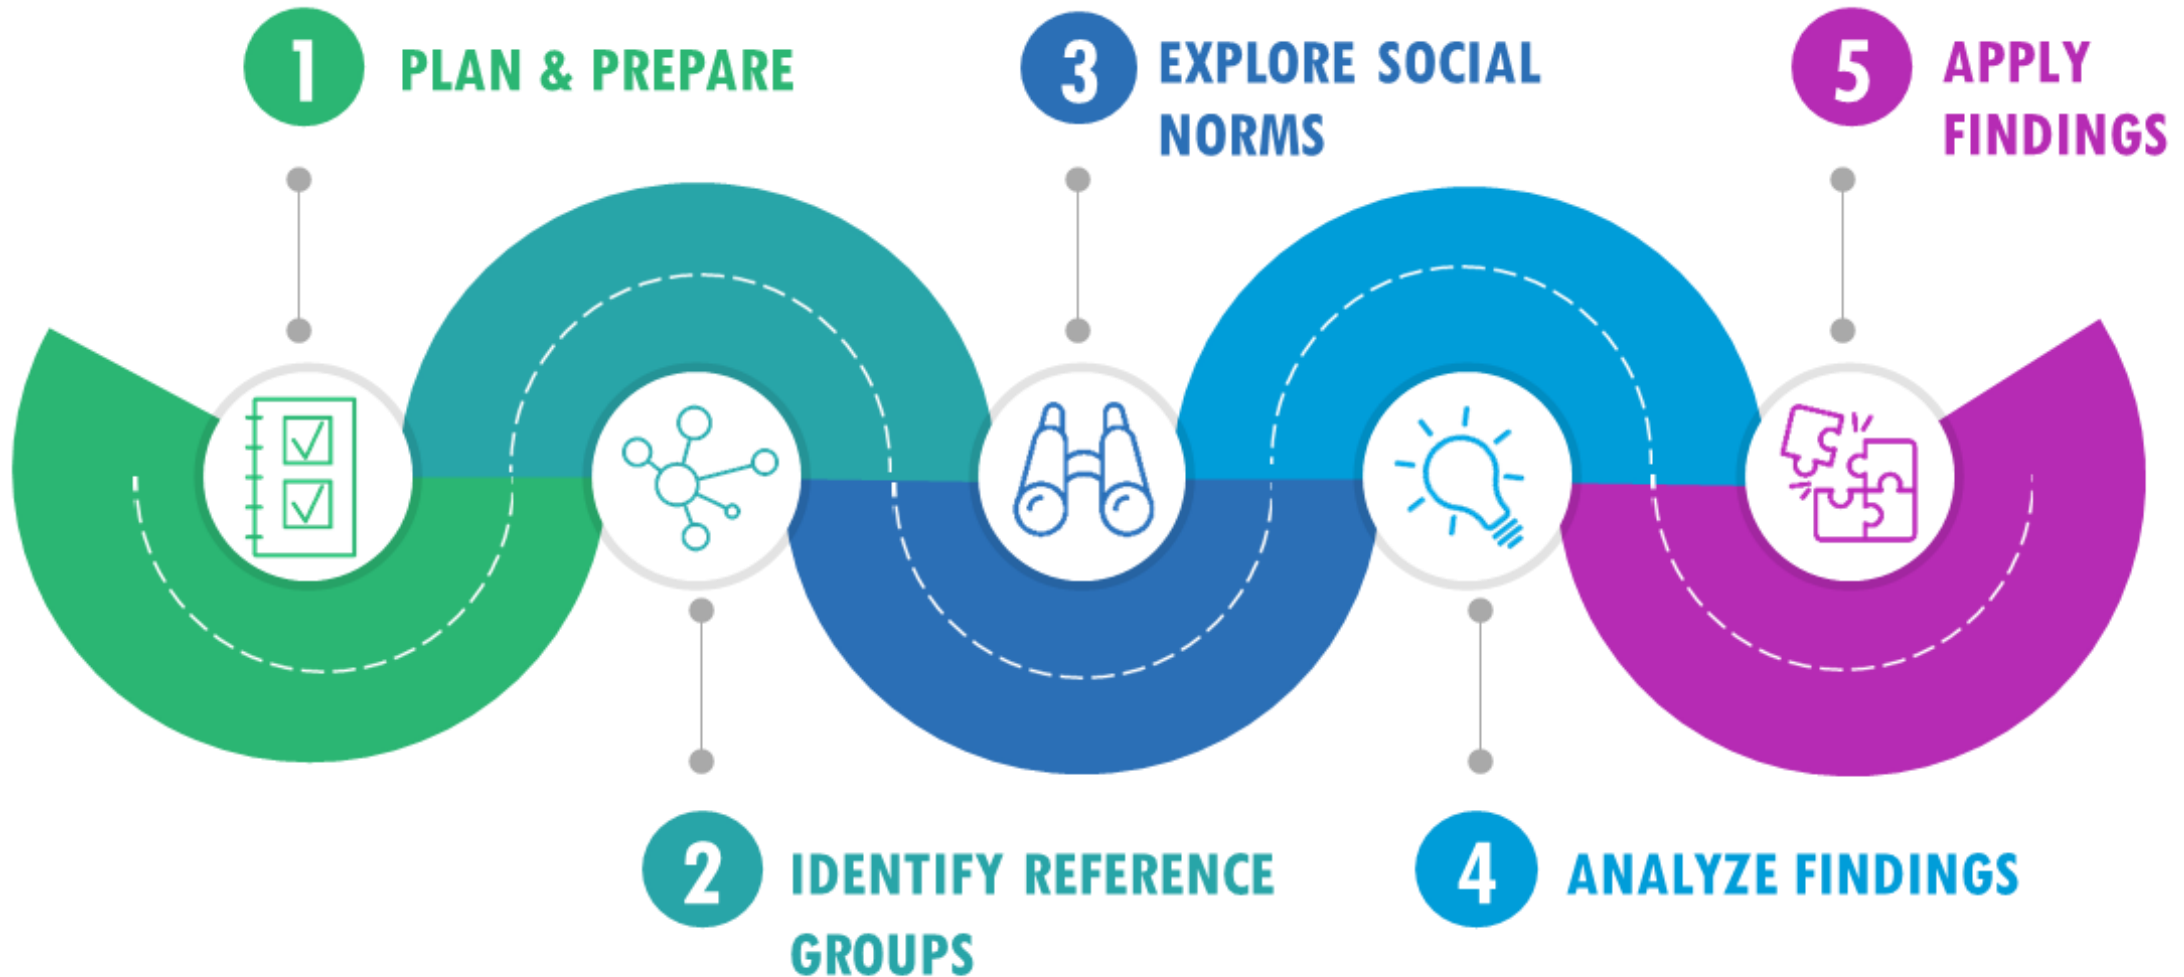 1
PLAN & PREPARE
2
IDENTIFY REFERENCE
GROUPS
3
EXPLORE SOCIAL
NORMS
4
ANALYZE FINDINGS
5
APPLY
FINDINGS